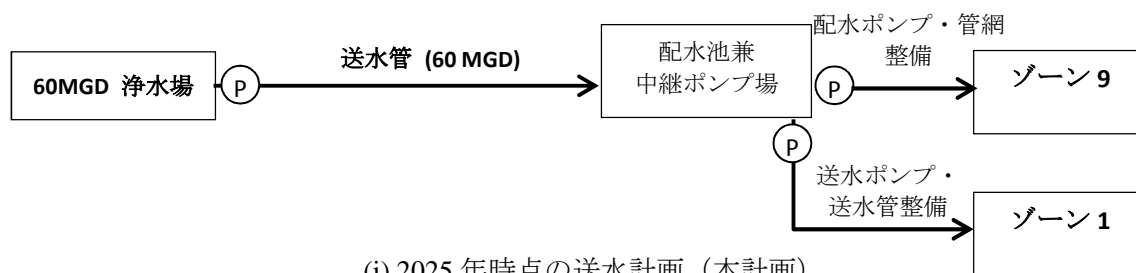 60MGD 浄水場
P
送水管 (60 MGD)
配水池兼
中継ポンプ場
配水ポンプ・管網
整備
P
ゾーン 9
P
送水ポンプ・
送水管整備
ゾーン 1
(i) 2025 年時点の送水計画（本計画）